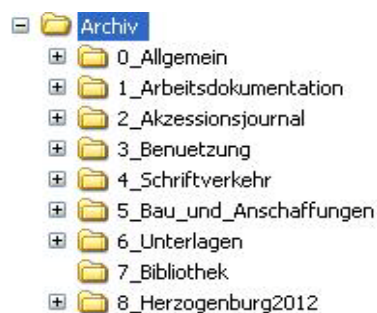 Archiv
0_Allgemein
1_Arbeitsdokumentation
2_Akzessionsjournal
3_Benuetzung
4_Schriftverkehr
5_Bau_und_Anschaffungen
6_Unterlagen
7_Bibliothek
8_Herzogenburg2012